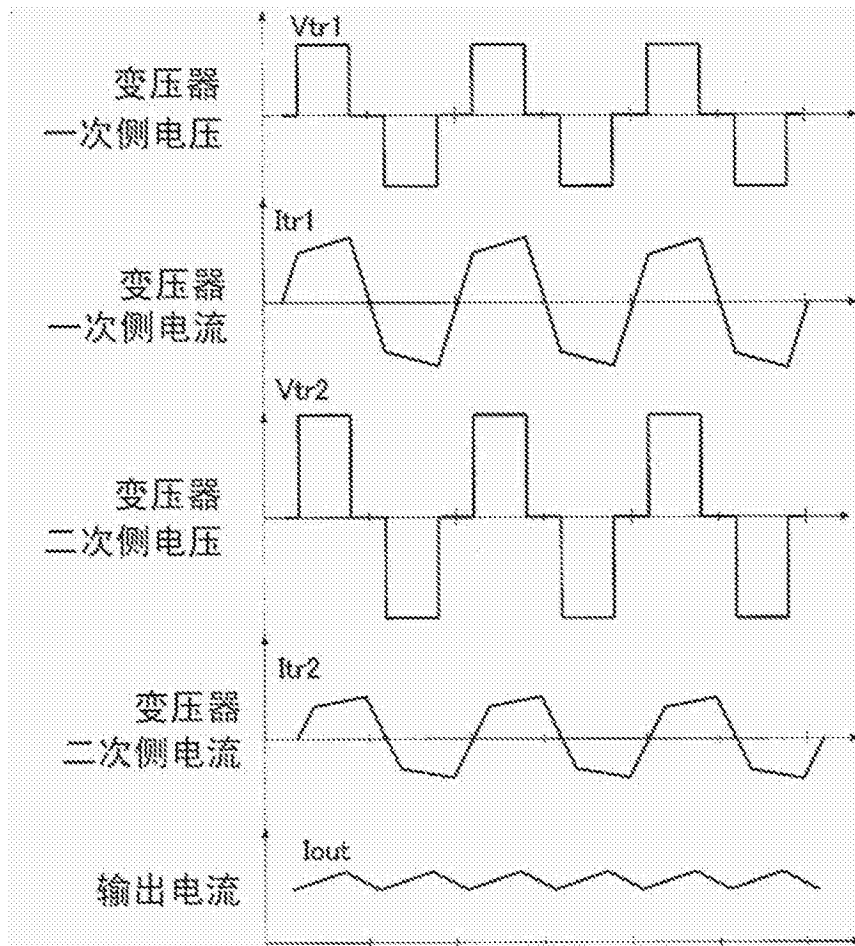 Vtr1
变压器
一次侧电压
Itr1
变压器
一次侧电流
Vtr2
变压器
二次侧电压
Itr2
变压器
二次侧电流
Iout
输出电流